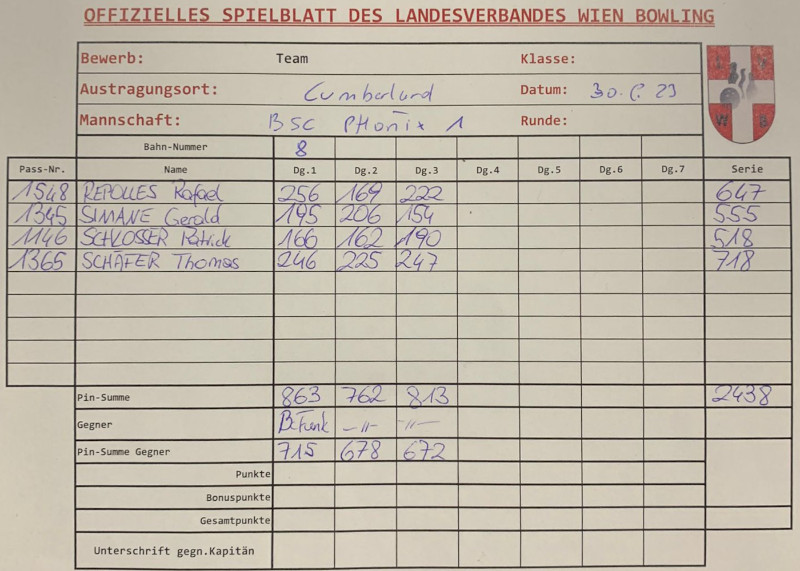 OFFIZIELLES SPIELBLATT DES LANDESVERBANDES WIEN BOWLING
Bewerb: Team Klasse:
Austragungsort: Cumberland Datum: 30.6.23
Mannschaft: BSC PHÖNIX 1 Runde:
Bahn-Nummer 8
Pass-Nr. Name Dg.1 Dg.2 Dg.3 Dg.4 Dg.5 Dg.6 Dg.7 Serie
1548 REPOLLES Rafael 256 169 222 647
1345 SIMANE Gerald 195 206 154 555
1146 SCHLOSSER Patrick 166 162 190 518
1365 SCHÄFER Thomas 246 225 247 718
Pin-Summe 863 762 813 2438
Gegner B.Funk —"— —"—
Pin-Summe Gegner 715 678 672
Punkte
Bonuspunkte
Gesamtpunkte
Unterschrift gegn.Kapitän